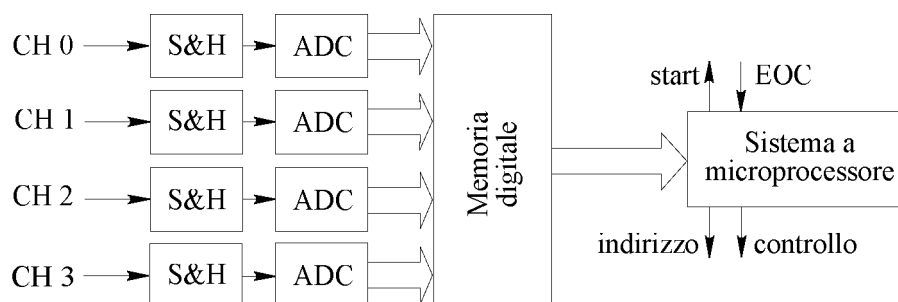 CH 0
S&H
ADC
CH 1
S&H
ADC
CH 2
S&H
ADC
CH 3
S&H
ADC
Memoria
digitale
start
EOC
Sistema a
microprocessore
indirizzo
controllo